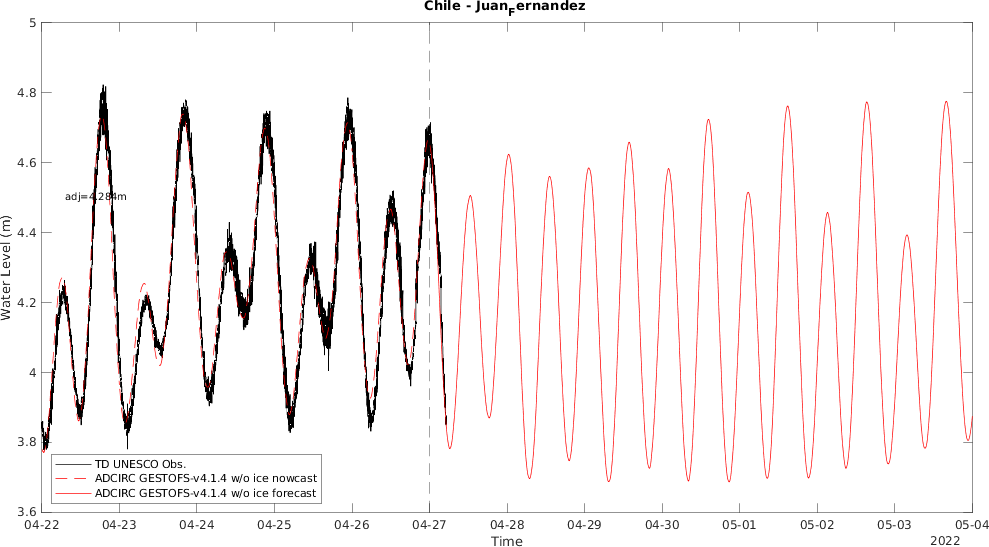 Chile - Juan_Fernandez
5
4.8
4.6
4.4
4.2
4
3.8
3.6
Water Level (m)
adj=4.284m
TD UNESCO Obs.
ADCIRC GESTOFS-v4.1.4 w/o ice nowcast
ADCIRC GESTOFS-v4.1.4 w/o ice forecast
04-22 04-23 04-24 04-25 04-26 04-27 04-28 04-29 04-30 05-01 05-02 05-03 05-04
Time
2022